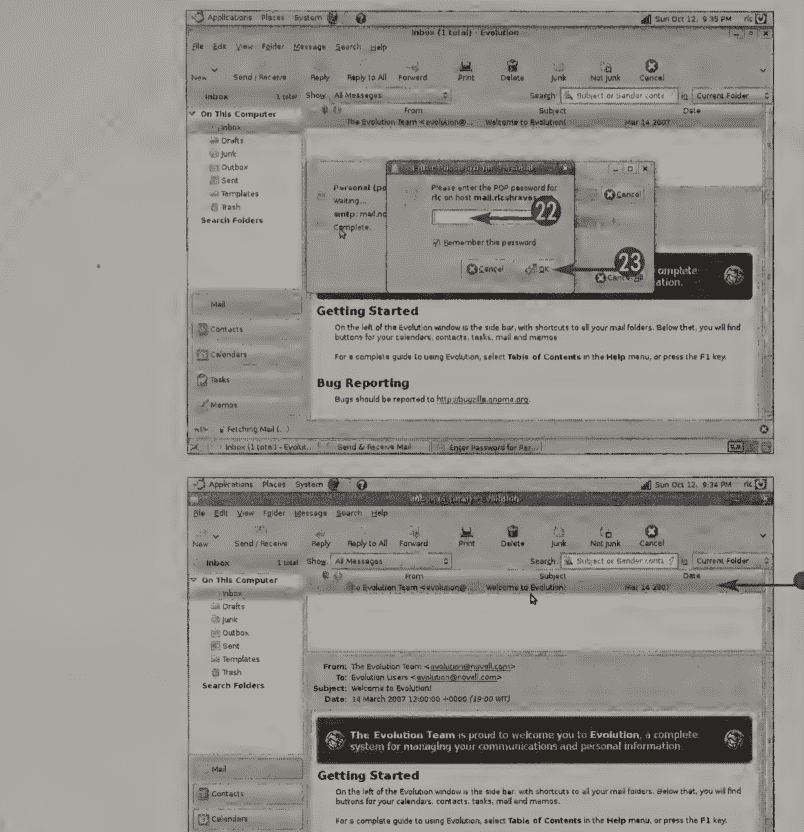 Applications Places System Sun Oct 12, 9:35 PM ric
Inbox (1 total) - Evolution
File Edit View Folder Message Search Help
New Send / Receive Reply Reply to All Forward Print Delete Junk Not Junk Cancel
Inbox 1 total Show: All Messages Search: Subject or Sender conta in Current Folder
On This Computer From Subject Date
Inbox The Evolution Team <evolution@... Welcome to Evolution! Mar 14 2007
Drafts
Junk
Outbox
Sent
Templates
Trash
Search Folders
Personal (po
Waiting...
smtp: mail.nc
Complete.
Please enter the POP password for
ric on host
22
Cancel
Remember this password
Cancel OK
23
Cancel All
omplete
ation.
Mail
Contacts
Calendars
Tasks
Memos
Getting Started
On the left of the Evolution window is the side bar, with shortcuts to all your mail folders. Below that, you will find
buttons for your calendars, contacts, tasks, mail and memos
For a complete guide to using Evolution, select Table of Contents in the Help menu, or press the F1 key.
Bug Reporting
Bugs should be reported to http://bugzilla.gnome.org.
Fetching Mail (...)
Inbox (1 total) - Evolut... Send & Receive Mail Enter Password for Per...
Applications Places System Sun Oct 12, 9:34 PM ric
Inbox (1 total) - Evolution
File Edit View Folder Message Search Help
New Send / Receive Reply Reply to All Forward Print Delete Junk Not Junk Cancel
Inbox 1 total Show: All Messages Search: Subject or Sender conta in Current Folder
On This Computer From Subject Date
Inbox The Evolution Team <evolution@... Welcome to Evolution! Mar 14 2007
Drafts
Junk
Outbox
Sent
Templates
Trash
Search Folders
From: The Evolution Team <evolution@novell.com>
To: Evolution Users <evolution@novell.com>
Subject: Welcome to Evolution!
Date: 14 March 2007 12:00:00 +0000 (19:00 WIT)
The Evolution Team is proud to welcome you to Evolution, a complete
system for managing your communications and personal information
Mail
Contacts
Calendars
Getting Started
On the left of the Evolution window is the side bar, with shortcuts to all your mail folders. Below that, you will find
buttons for your calendars, contacts, tasks, mail and memos.
For a complete guide to using Evolution, select Table of Contents in the Help menu, or press the F1 key.